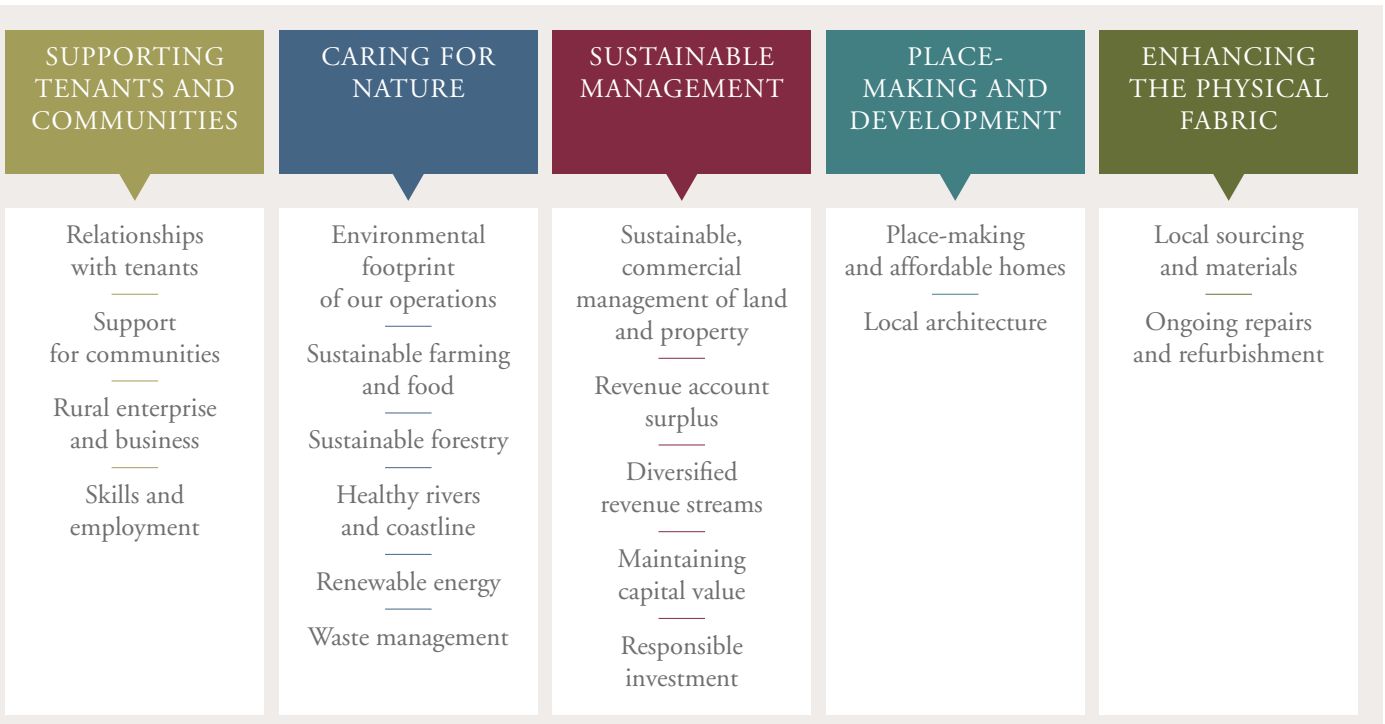 SUPPORTING
TENANTS AND
COMMUNITIES
Relationships
with tenants
Support
for communities
Rural enterprise
and business
Skills and
employment
CARING FOR
NATURE
Environmental
footprint
of our operations
Sustainable farming
and food
Sustainable forestry
Healthy rivers
and coastline
Renewable energy
Waste management
SUSTAINABLE
MANAGEMENT
Sustainable,
commercial
management of land
and property
Revenue account
surplus
Diversified
revenue streams
Maintaining
capital value
Responsible
investment
PLACE-
MAKING AND
DEVELOPMENT
Place-making
and affordable homes
Local architecture
ENHANCING
THE PHYSICAL
FABRIC
Local sourcing
and materials
Ongoing repairs
and refurbishment